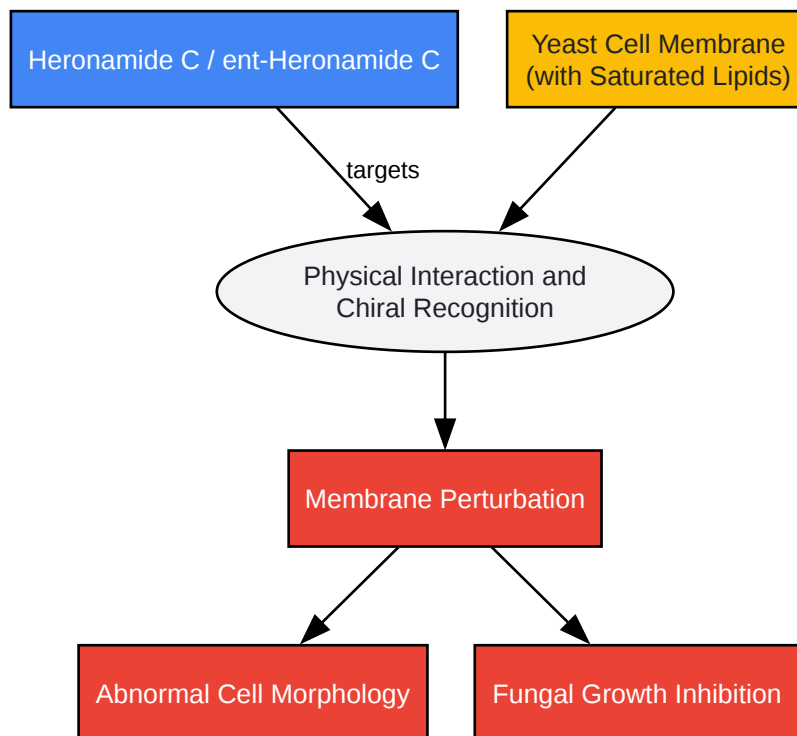 Heronamide C / ent-Heronamide C
Yeast Cell Membrane
(with Saturated Lipids)
targets
Physical Interaction and
Chiral Recognition
Membrane Perturbation
Abnormal Cell Morphology
Fungal Growth Inhibition